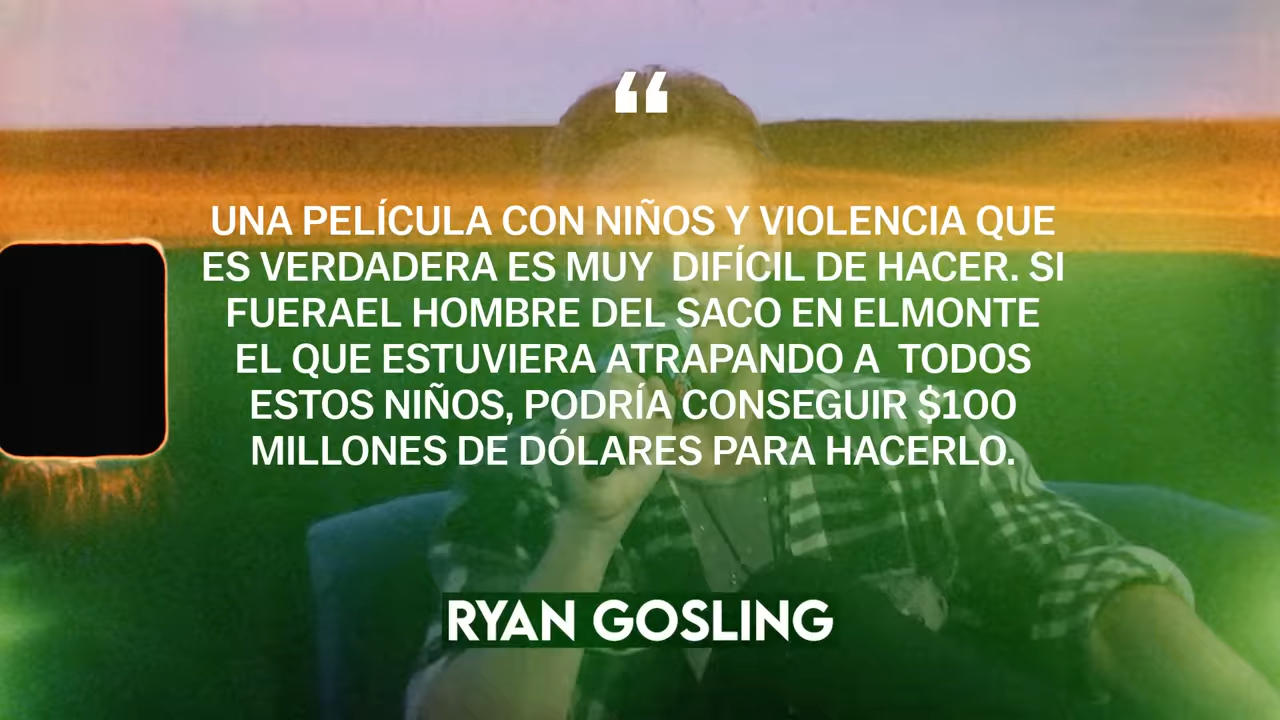 “
UNA PELÍCULA CON NIÑOS Y VIOLENCIA QUE
ES VERDADERA ES MUY  DIFÍCIL DE HACER. SI
FUERAEL HOMBRE DEL SACO EN ELMONTE
EL QUE ESTUVIERA ATRAPANDO A  TODOS
ESTOS NIÑOS, PODRÍA CONSEGUIR $100
MILLONES DE DÓLARES PARA HACERLO.
RYAN GOSLING